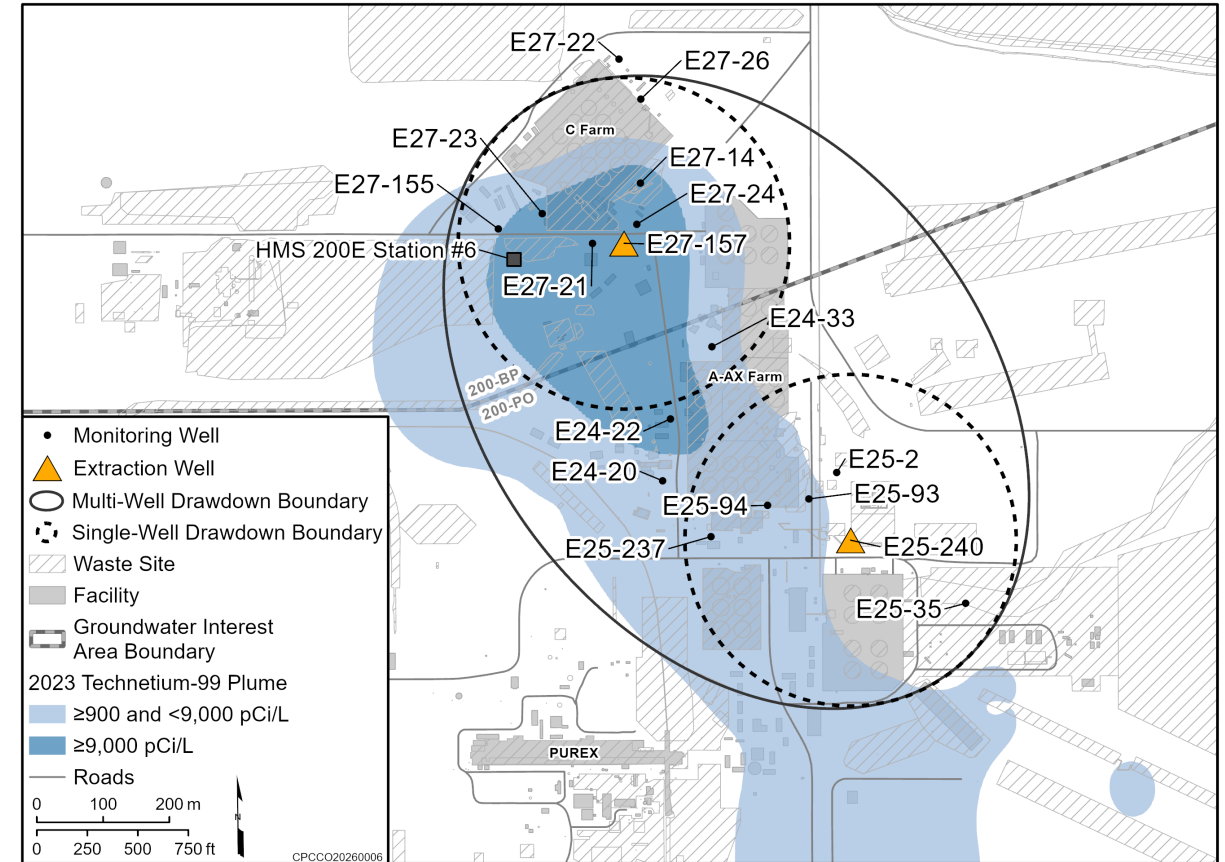 E27-22
E27-26
C Farm
E27-23
E27-14
E27-155
E27-24
HMS 200E Station #6
E27-157
E27-21
E24-33
200-BP
A-AX Farm
200-PO
E24-22
E25-2
E24-20
E25-93
E25-94
E25-237
E25-240
E25-35
PUREX
Monitoring Well
Extraction Well
Multi-Well Drawdown Boundary
Single-Well Drawdown Boundary
Waste Site
Facility
Groundwater Interest
Area Boundary
2023 Technetium-99 Plume
≥900 and <9,000 pCi/L
≥9,000 pCi/L
Roads
0 100 200 m
0 250 500 750 ft
N
CPCCO20260006